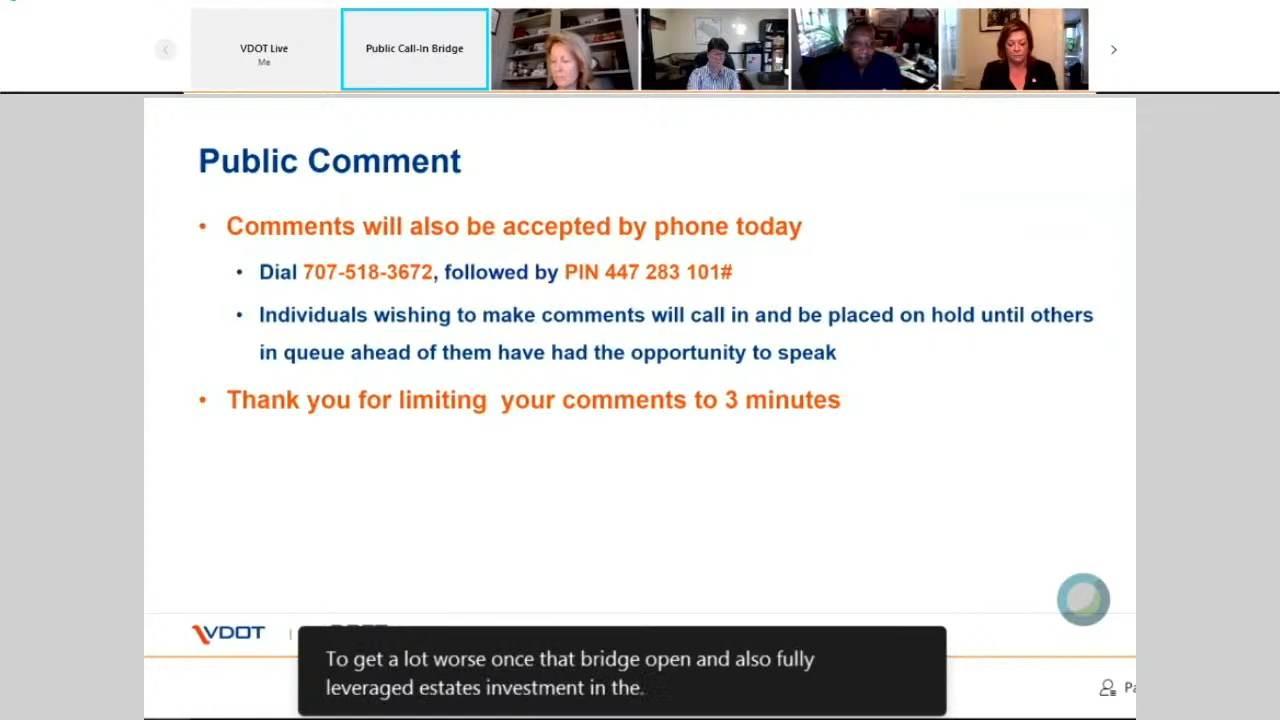 VDOT Live
Me
Public Call-In Bridge
Public Comment
• Comments will also be accepted by phone today
• Dial 707-518-3672, followed by PIN 447 283 101#
• Individuals wishing to make comments will call in and be placed on hold until others
in queue ahead of them have had the opportunity to speak
• Thank you for limiting your comments to 3 minutes
VDOT
To get a lot worse once that bridge open and also fully
leveraged estates investment in the.